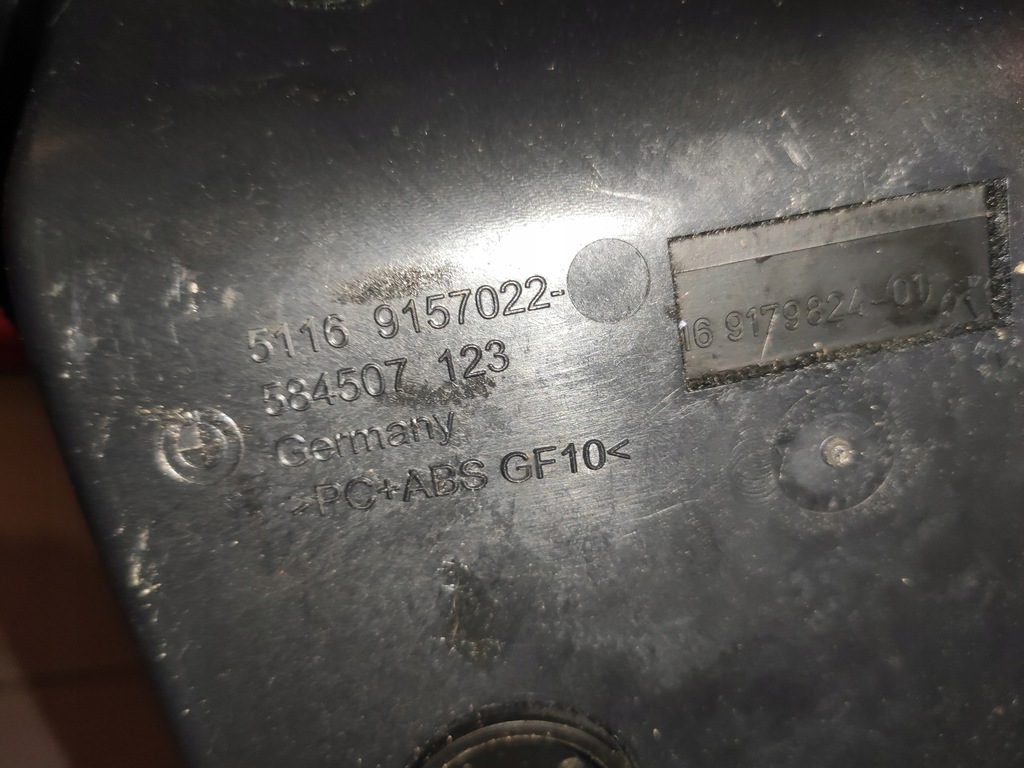 5116 9157022-
584507 123
Germany
>PC+ABS GF10<
16 9179824-01